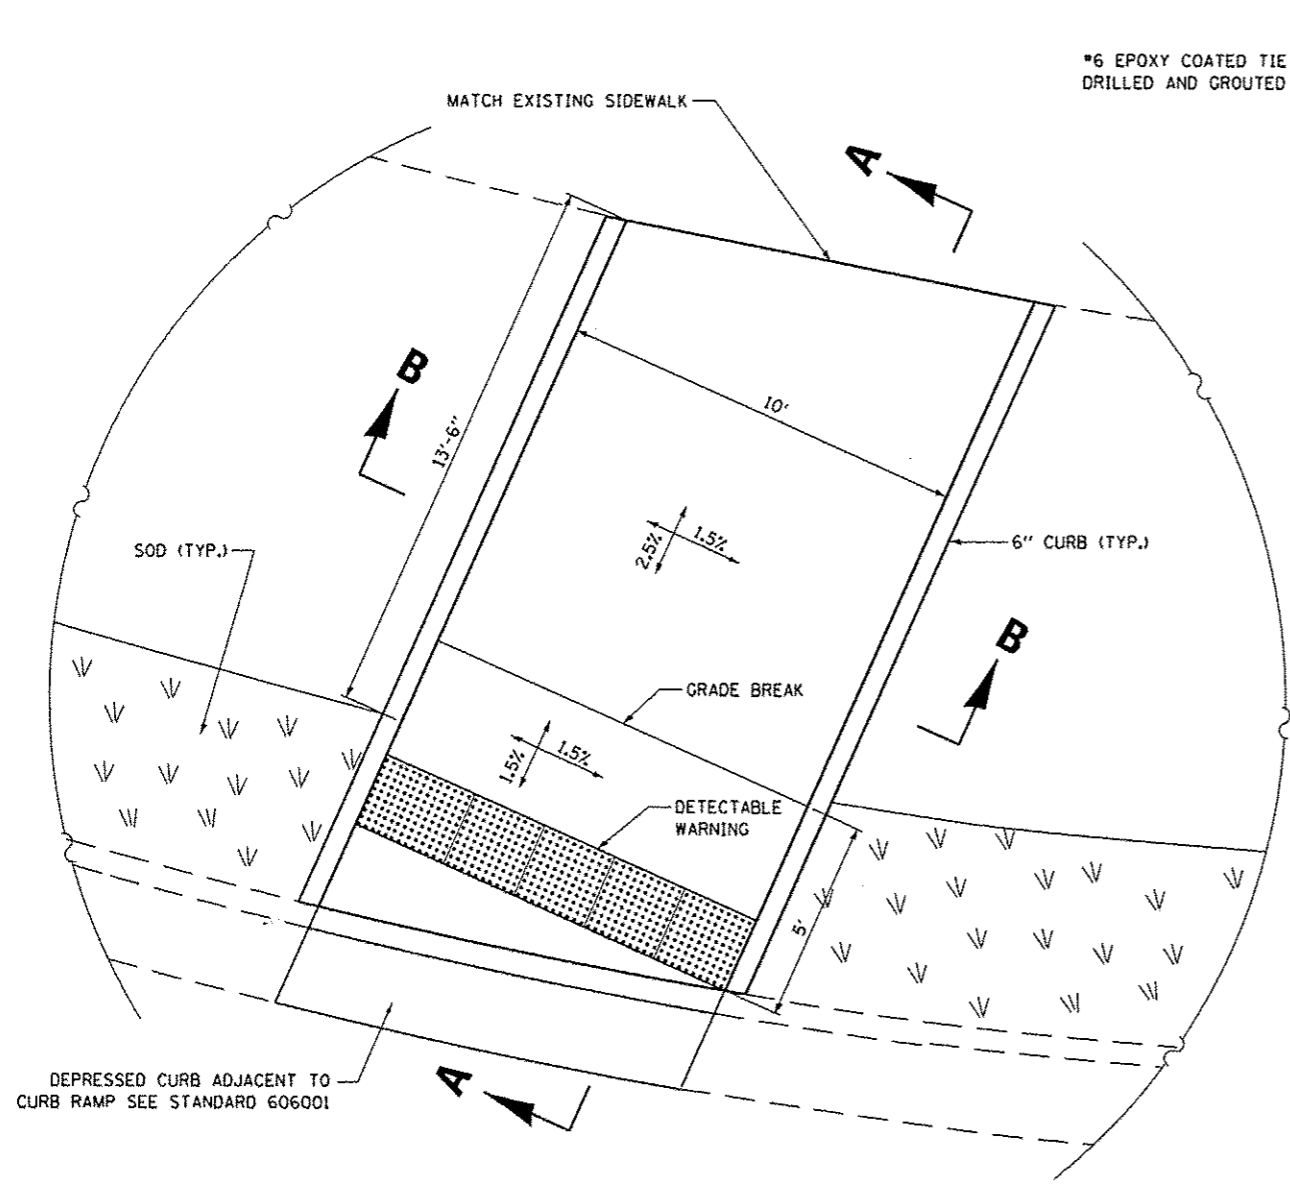 #6 EPOXY COATED TIE
DRILLED AND GROUTED
MATCH EXISTING SIDEWALK
A
B
10'
13'-6"
2.5%
1.5%
SOD (TYP.)
6" CURB (TYP.)
B
GRADE BREAK
1.5%
1.5%
DETECTABLE
WARNING
5'
DEPRESSED CURB ADJACENT TO
CURB RAMP SEE STANDARD 606001
A